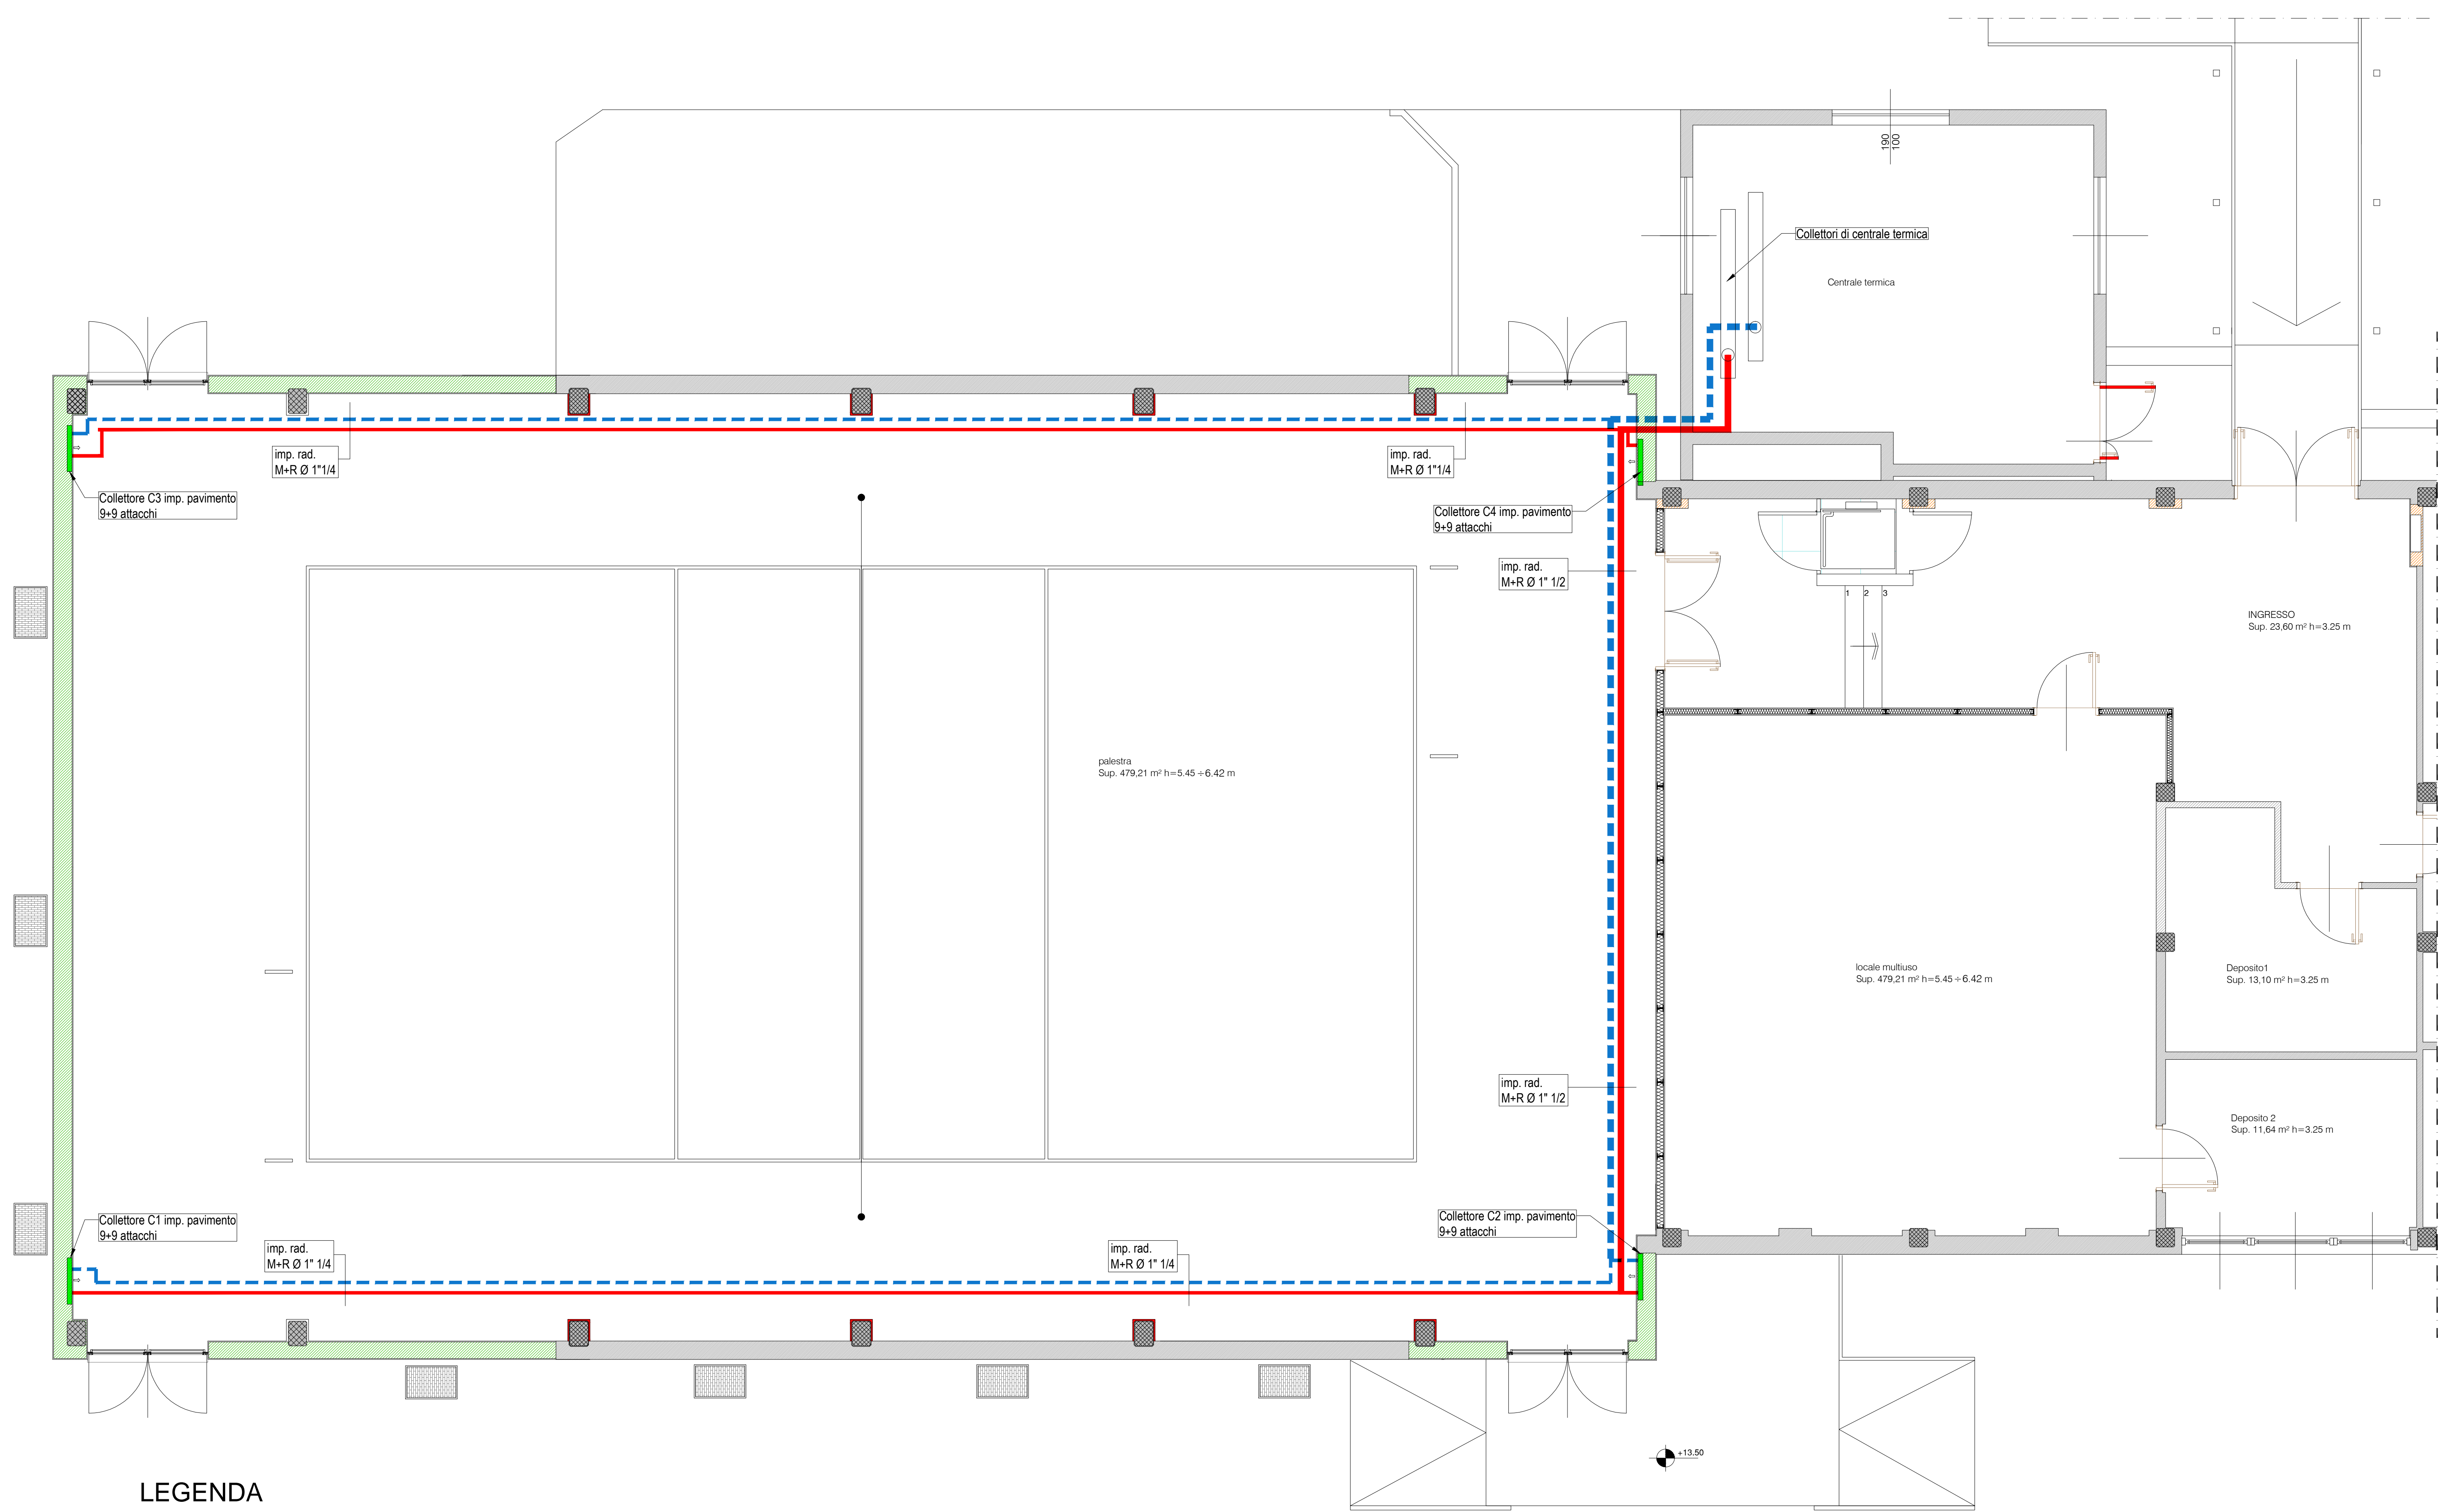 190
100
Collettori di centrale termica
Centrale termica
imp. rad.
M+R Ø 1"1/4
imp. rad.
M+R Ø 1"1/4
Collettore C3 imp. pavimento
9+9 attacchi
Collettore C4 imp. pavimento
9+9 attacchi
imp. rad.
M+R Ø 1" 1/2
1 2 3
INGRESSO
Sup. 23,60 m² h=3.25 m
palestra
Sup. 479,21 m² h=5.45 ÷6.42 m
locale multiuso
Sup. 479,21 m² h=5.45 ÷6.42 m
Deposito1
Sup. 13,10 m² h=3.25 m
imp. rad.
M+R Ø 1" 1/2
Deposito 2
Sup. 11,64 m² h=3.25 m
Collettore C1 imp. pavimento
9+9 attacchi
Collettore C2 imp. pavimento
9+9 attacchi
imp. rad.
M+R Ø 1" 1/4
imp. rad.
M+R Ø 1" 1/4
+13.50
LEGENDA